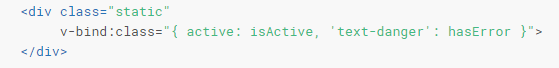 <div class="static"
v-bind:class="{ active: isActive, 'text-danger': hasError }">
</div>